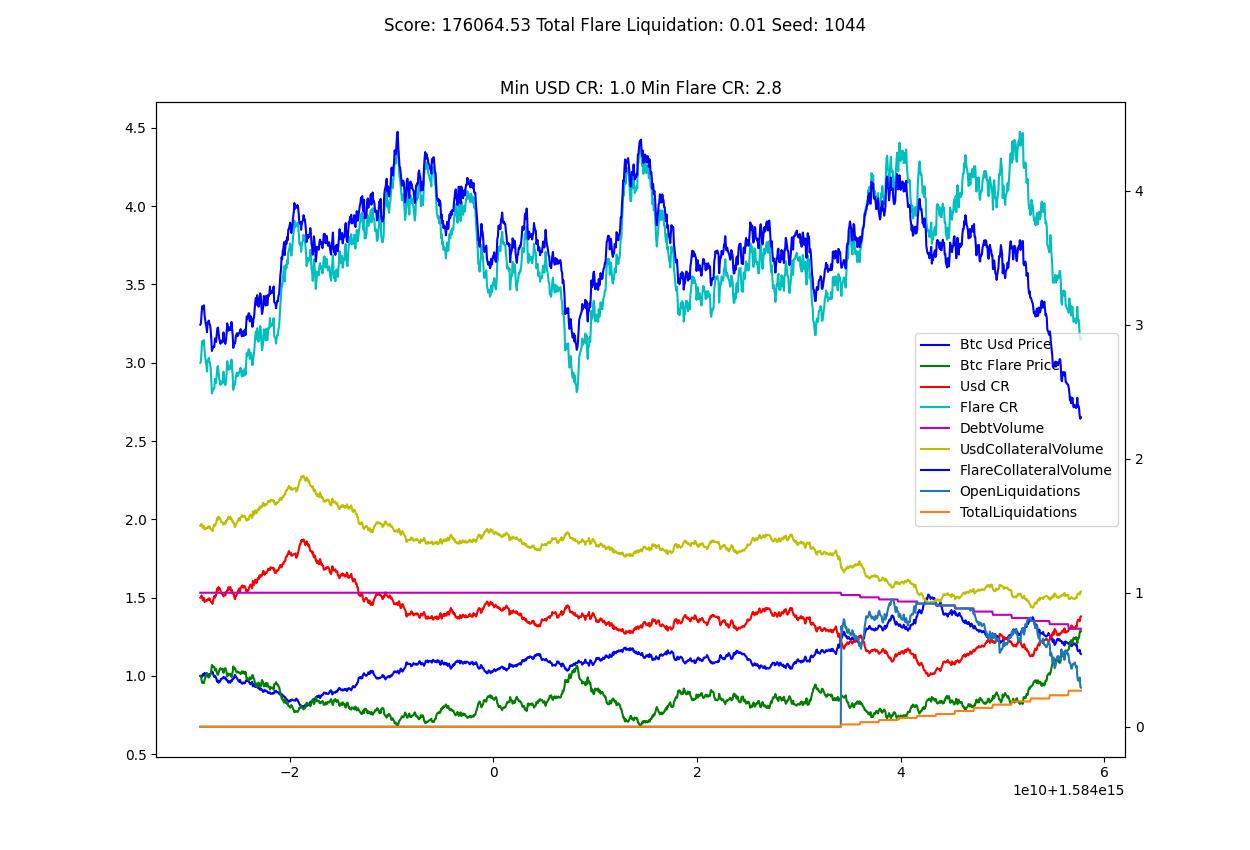 Score: 176064.53 Total Flare Liquidation: 0.01 Seed: 1044
Min USD CR: 1.0 Min Flare CR: 2.8
4.5
4.0
3.5
3.0
2.5
2.0
1.5
1.0
0.5
4
3
2
1
0
Btc Usd Price
Btc Flare Price
Usd CR
Flare CR
DebtVolume
UsdCollateralVolume
FlareCollateralVolume
OpenLiquidations
TotalLiquidations
−2 0 2 4 6
1e10+1.584e15